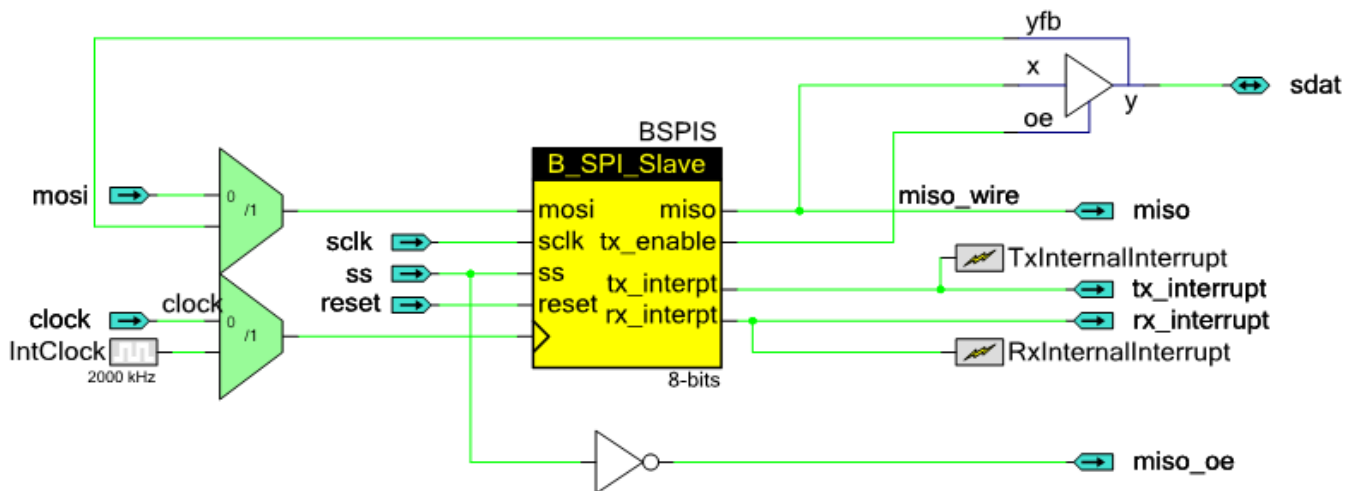 yfb
x
sdat
y
oe
BSPIS
B_SPI_Slave
mosi
0
/1
mosi
miso
miso_wire
miso
sclk
sclk
tx_enable
ss
ss
TxInternalInterrupt
tx_interpt
tx_interrupt
reset
reset
clock
clock
0
/1
rx_interpt
rx_interrupt
IntClock
2000 kHz
RxInternalInterrupt
8-bits
miso_oe